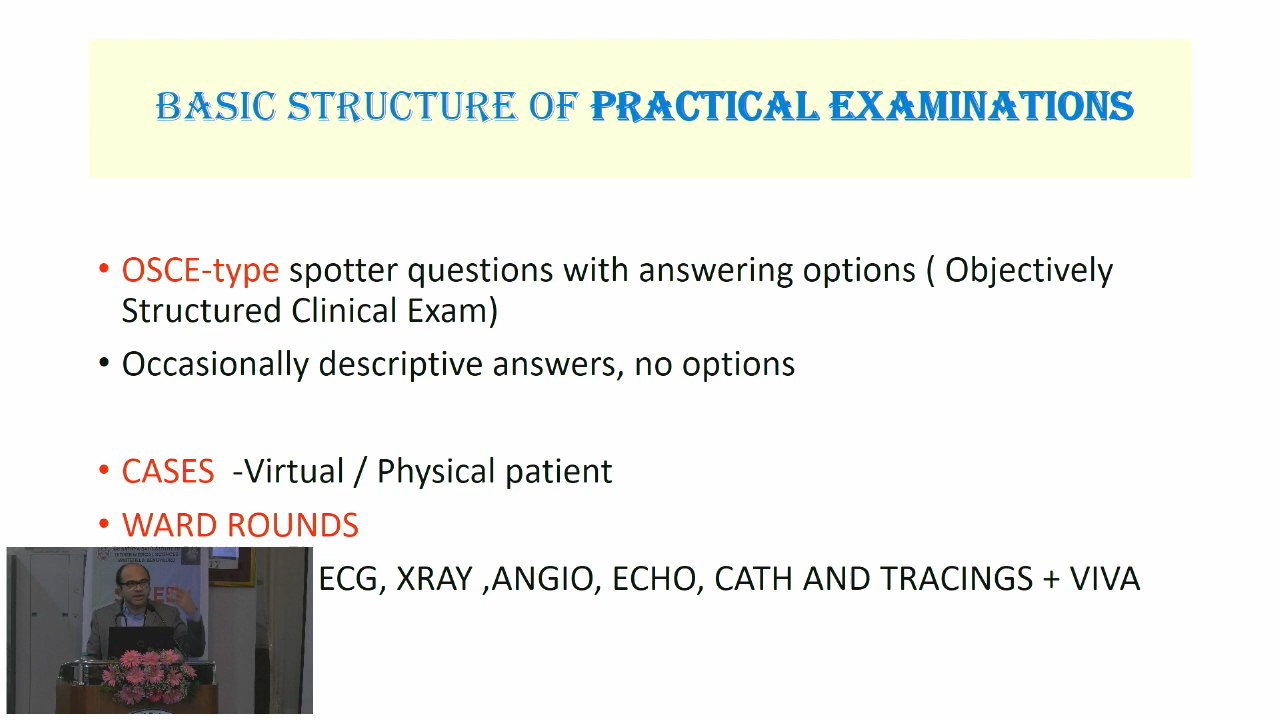 BASIC STRUCTURE OF PRACTICAL EXAMINATIONS
• OSCE-type spotter questions with answering options ( Objectively
Structured Clinical Exam)
• Occasionally descriptive answers, no options
• CASES -Virtual / Physical patient
• WARD ROUNDS
ECG, XRAY ,ANGIO, ECHO, CATH AND TRACINGS + VIVA